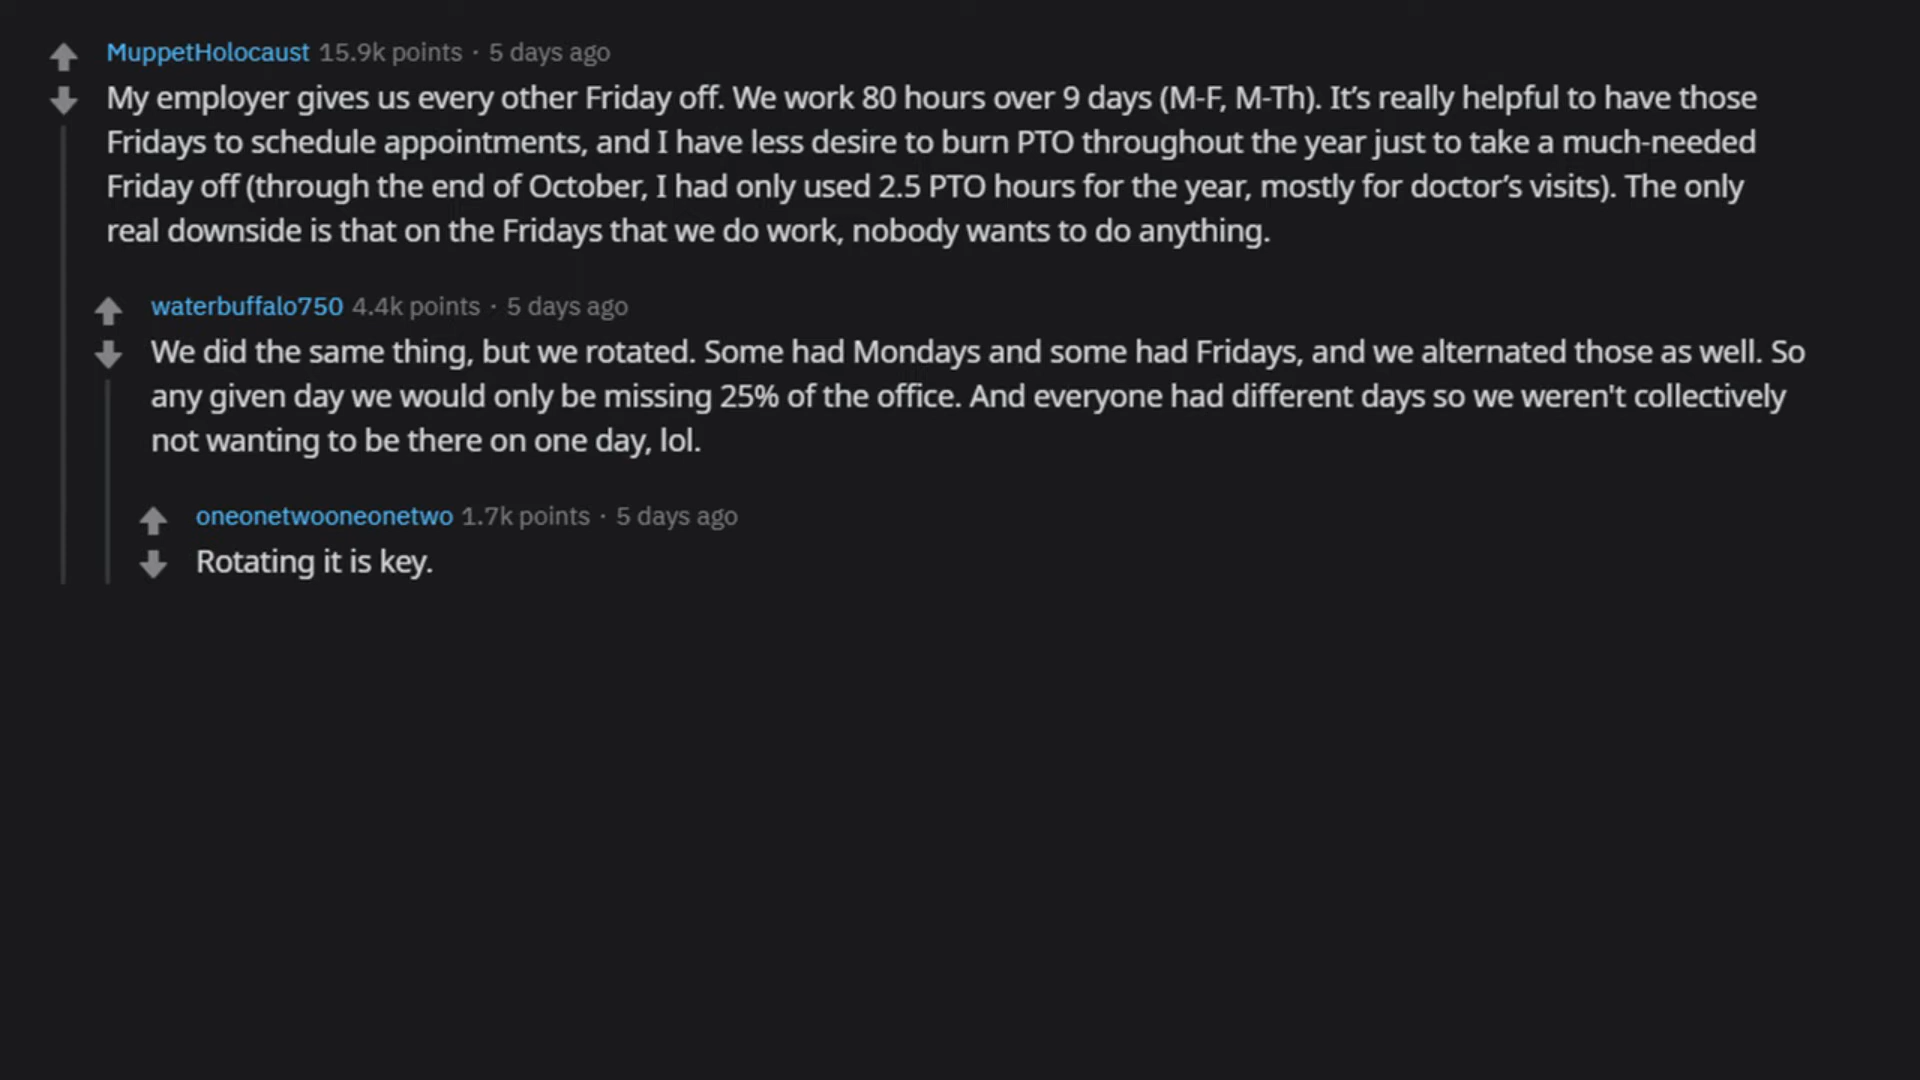 MuppetHolocaust 15.9k points · 5 days ago
My employer gives us every other Friday off. We work 80 hours over 9 days (M-F, M-Th). It’s really helpful to have those
Fridays to schedule appointments, and I have less desire to burn PTO throughout the year just to take a much-needed
Friday off (through the end of October, I had only used 2.5 PTO hours for the year, mostly for doctor’s visits). The only
real downside is that on the Fridays that we do work, nobody wants to do anything.
waterbuffalo750 4.4k points · 5 days ago
We did the same thing, but we rotated. Some had Mondays and some had Fridays, and we alternated those as well. So
any given day we would only be missing 25% of the office. And everyone had different days so we weren't collectively
not wanting to be there on one day, lol.
oneonetwooneonetwo 1.7k points · 5 days ago
Rotating it is key.